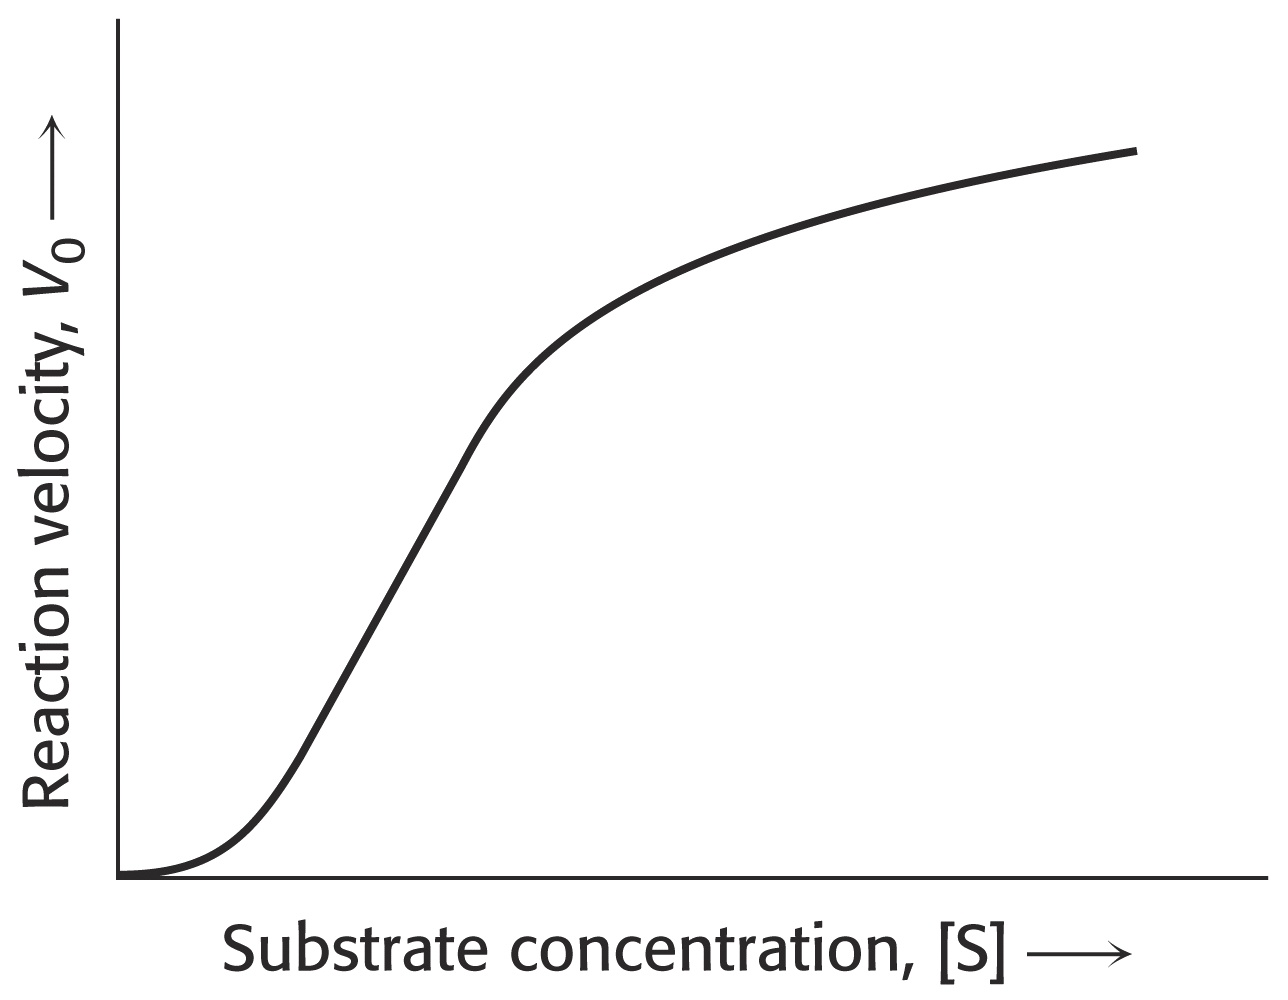 Reaction velocity, V₀ ⟶
Substrate concentration, [S] ⟶